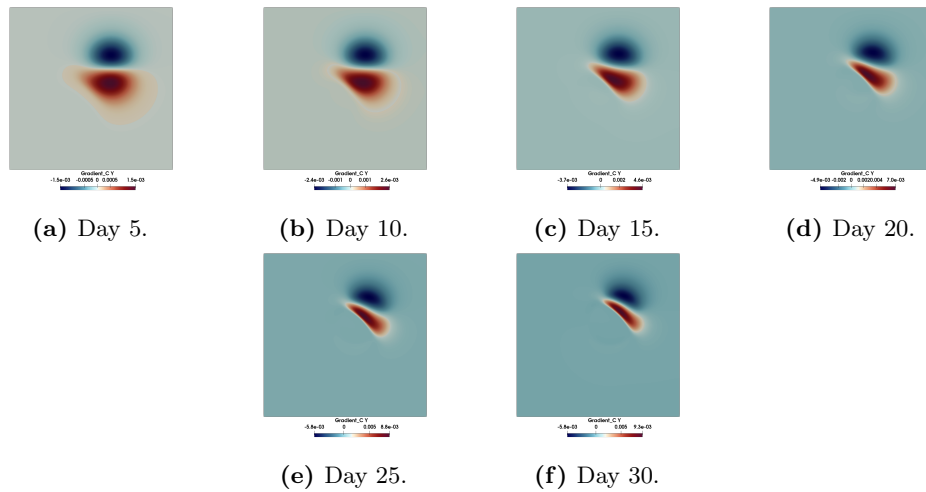 Gradient_C Y Gradient_C Y Gradient_C Y Gradient_C Y
-1.5e-03 -0.0005 0 0.0005 1.5e-03 -2.4e-03 -0.001 0 0.001 2.6e-03 -3.7e-03 0 0.002 4.6e-03 -4.9e-03 -0.002 0 0.0020.004 7.0e-03
(a) Day 5. (b) Day 10. (c) Day 15. (d) Day 20.
Gradient_C Y Gradient_C Y
-5.8e-03 0 0.005 8.8e-03 -5.8e-03 0 0.005 9.3e-03
(e) Day 25. (f) Day 30.